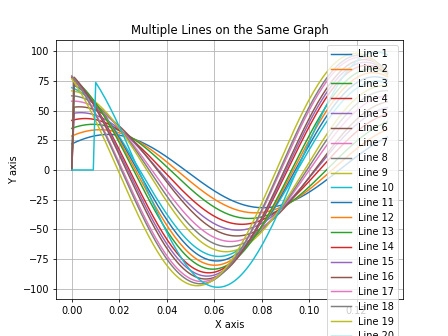 Multiple Lines on the Same Graph
Y axis
100
75
50
25
0
−25
−50
−75
−100
0.00
0.02
0.04
0.06
0.08
0.10
X axis
Line 1
Line 2
Line 3
Line 4
Line 5
Line 6
Line 7
Line 8
Line 9
Line 10
Line 11
Line 12
Line 13
Line 14
Line 15
Line 16
Line 17
Line 18
Line 19
Line 20